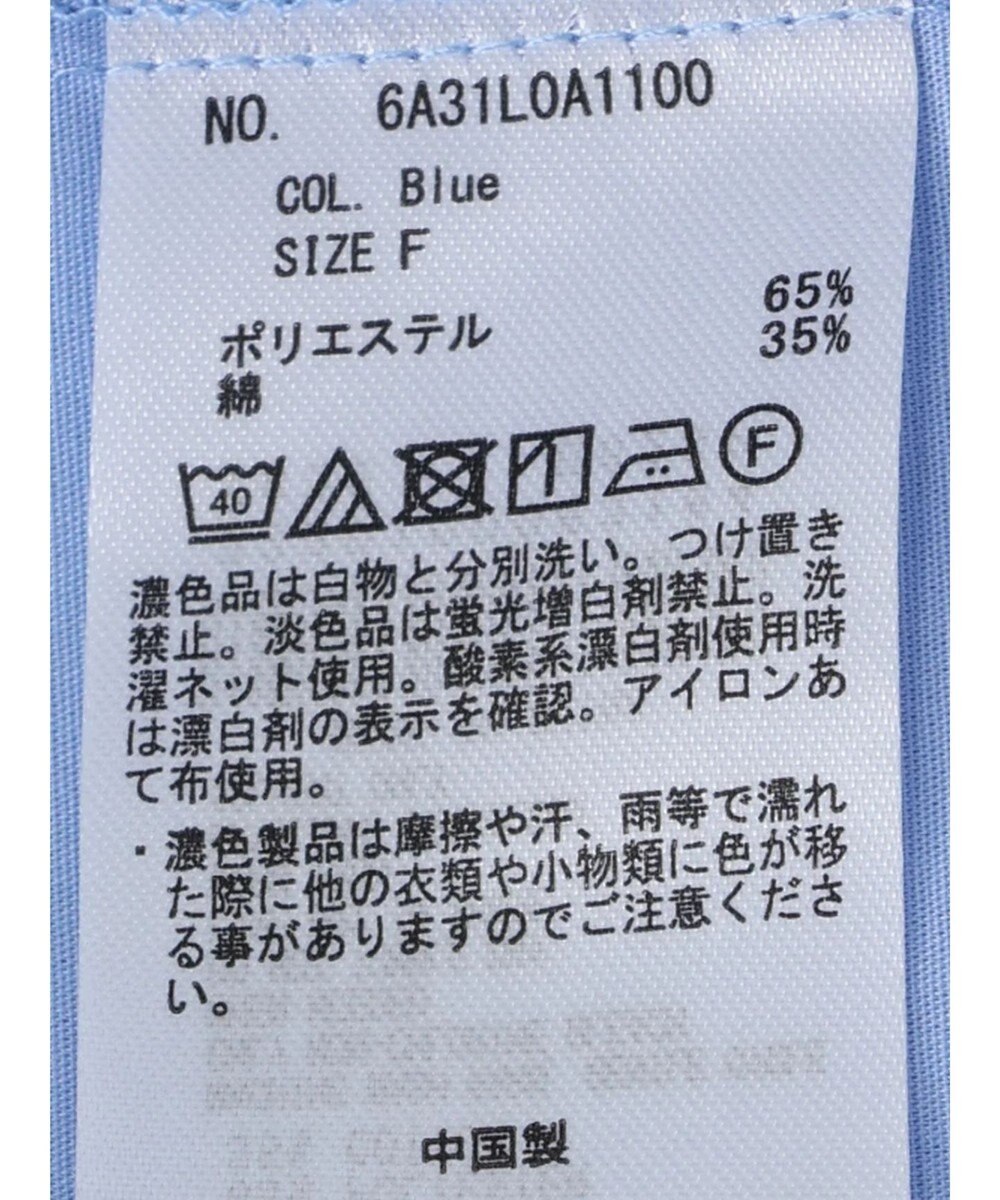 NO. 6A31L0A1100
COL. Blue
SIZE F
ポリエステル 65%
綿 35%
40 F
濃色品は白物と分別洗い。つけ置き
禁止。淡色品は蛍光増白剤禁止。洗
濯ネット使用。酸素系漂白剤使用時
は漂白剤の表示を確認。アイロンあ
て布使用。
・濃色製品は摩擦や汗、雨等で濡れ
た際に他の衣類や小物類に色が移
る事がありますのでご注意くださ
い。
中国製